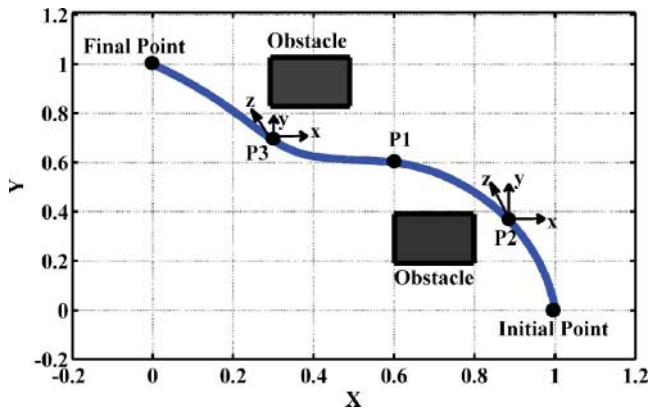 1.2
Final Point
Obstacle
1
z
y
x
0.8
P3
P1
0.6
z
y
x
0.4
P2
Y
0.2
Obstacle
0
Initial Point
-0.2
-0.2 0 0.2 0.4 0.6 0.8 1 1.2
X